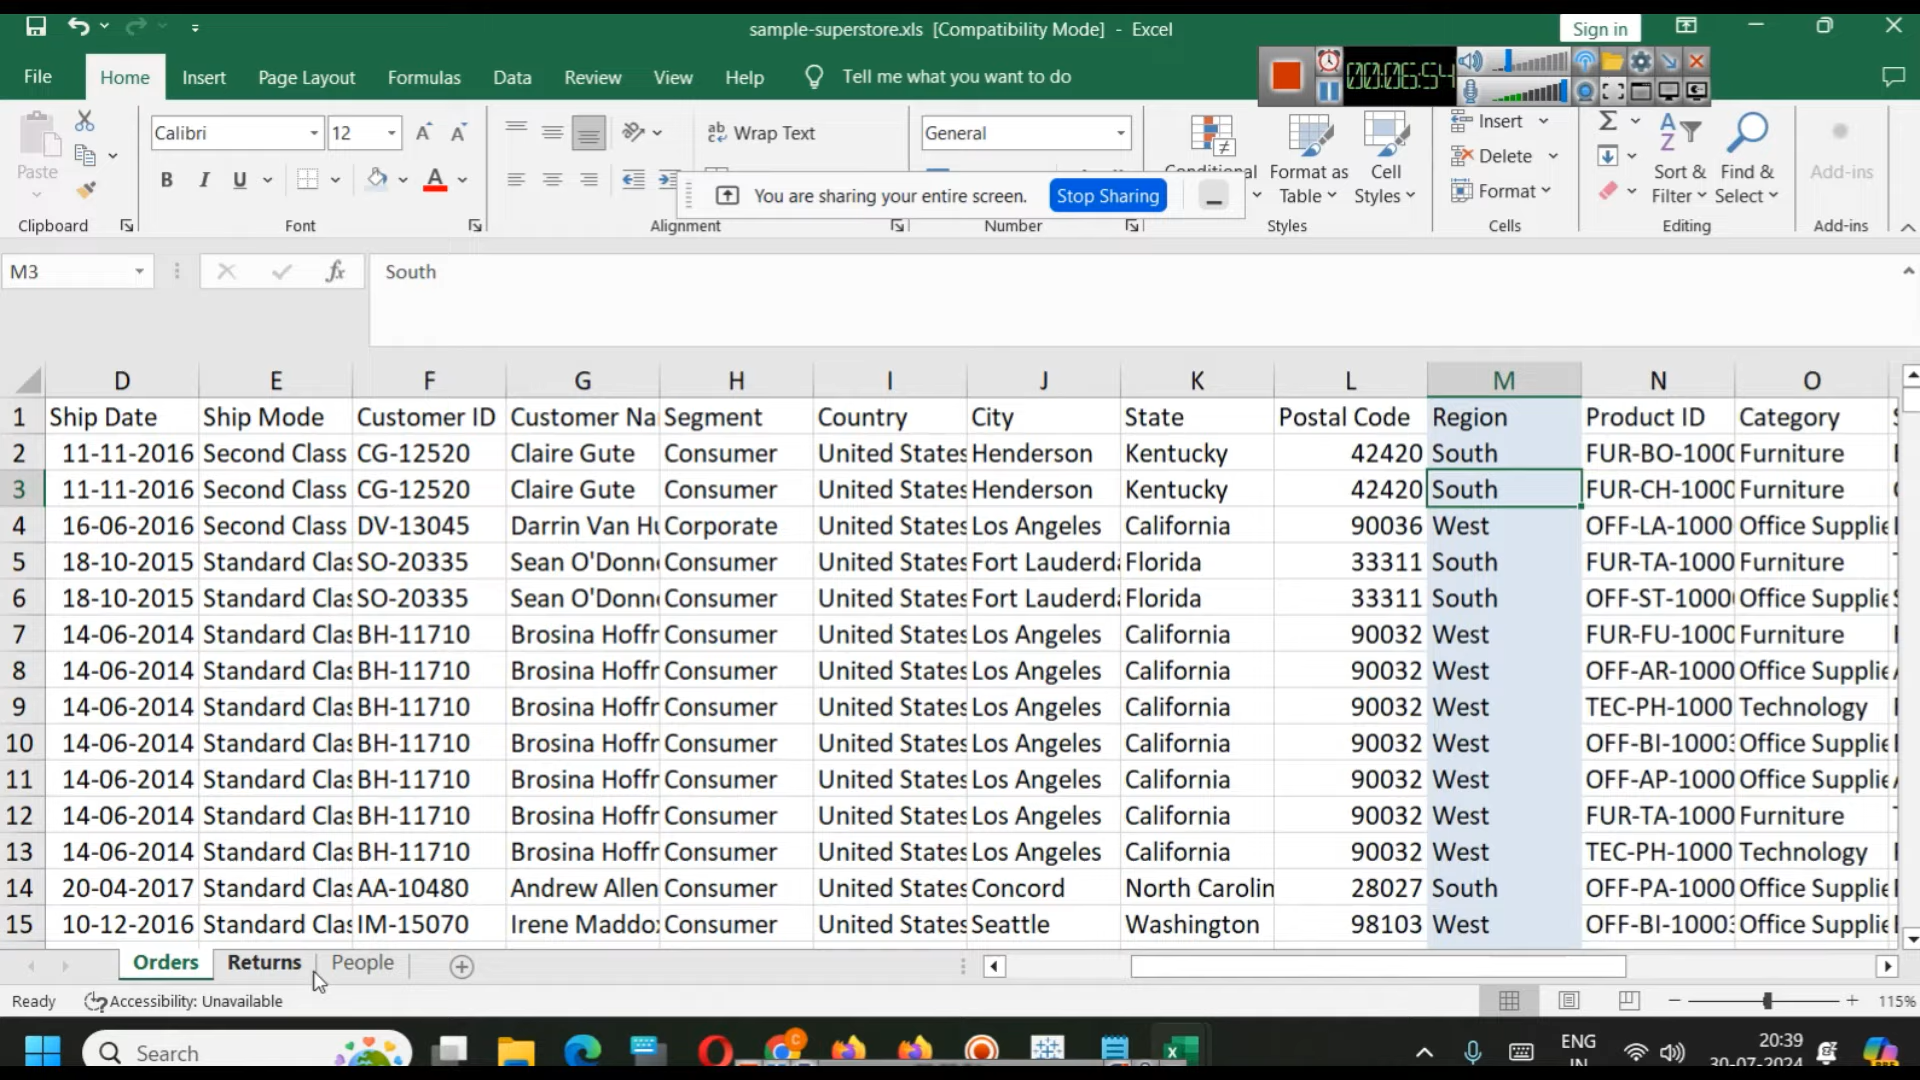 sample-superstore.xls [Compatibility Mode] - Excel
Sign in
File Home Insert Page Layout Formulas Data Review View Help Tell me what you want to do
00:06:54
Paste
Calibri 12
Wrap Text
General
Conditional
Format as
Table
Cell
Styles
Insert
Delete
Format
Sort &
Filter
Find &
Select
Add-ins
B I U
You are sharing your entire screen. Stop Sharing
Clipboard Font Alignment Number Styles Cells Editing Add-ins
M3 fx South
D E F G H I J K L M N O
1 Ship Date Ship Mode Customer ID Customer Na Segment Country City State Postal Code Region Product ID Category
2 11-11-2016 Second Class CG-12520 Claire Gute Consumer United States Henderson Kentucky 42420 South FUR-BO-1000 Furniture
3 11-11-2016 Second Class CG-12520 Claire Gute Consumer United States Henderson Kentucky 42420 South FUR-CH-1000 Furniture
4 16-06-2016 Second Class DV-13045 Darrin Van Hu Corporate United States Los Angeles California 90036 West OFF-LA-1000 Office Supplie
5 18-10-2015 Standard Clas SO-20335 Sean O'Donn Consumer United States Fort Lauderda Florida 33311 South FUR-TA-1000 Furniture
6 18-10-2015 Standard Clas SO-20335 Sean O'Donn Consumer United States Fort Lauderda Florida 33311 South OFF-ST-1000 Office Supplie
7 14-06-2014 Standard Clas BH-11710 Brosina Hoffr Consumer United States Los Angeles California 90032 West FUR-FU-1000 Furniture
8 14-06-2014 Standard Clas BH-11710 Brosina Hoffr Consumer United States Los Angeles California 90032 West OFF-AR-1000 Office Supplie
9 14-06-2014 Standard Clas BH-11710 Brosina Hoffr Consumer United States Los Angeles California 90032 West TEC-PH-1000 Technology
10 14-06-2014 Standard Clas BH-11710 Brosina Hoffr Consumer United States Los Angeles California 90032 West OFF-BI-1000 Office Supplie
11 14-06-2014 Standard Clas BH-11710 Brosina Hoffr Consumer United States Los Angeles California 90032 West OFF-AP-1000 Office Supplie
12 14-06-2014 Standard Clas BH-11710 Brosina Hoffr Consumer United States Los Angeles California 90032 West FUR-TA-1000 Furniture
13 14-06-2014 Standard Clas BH-11710 Brosina Hoffr Consumer United States Los Angeles California 90032 West TEC-PH-1000 Technology
14 20-04-2017 Standard Clas AA-10480 Andrew Allen Consumer United States Concord North Carolin 28027 South OFF-PA-1000 Office Supplie
15 10-12-2016 Standard Clas IM-15070 Irene Maddox Consumer United States Seattle Washington 98103 West OFF-BI-1000 Office Supplie
Orders Returns People
Ready Accessibility: Unavailable 115%
Search
ENG
IN
20:39
30-07-2024